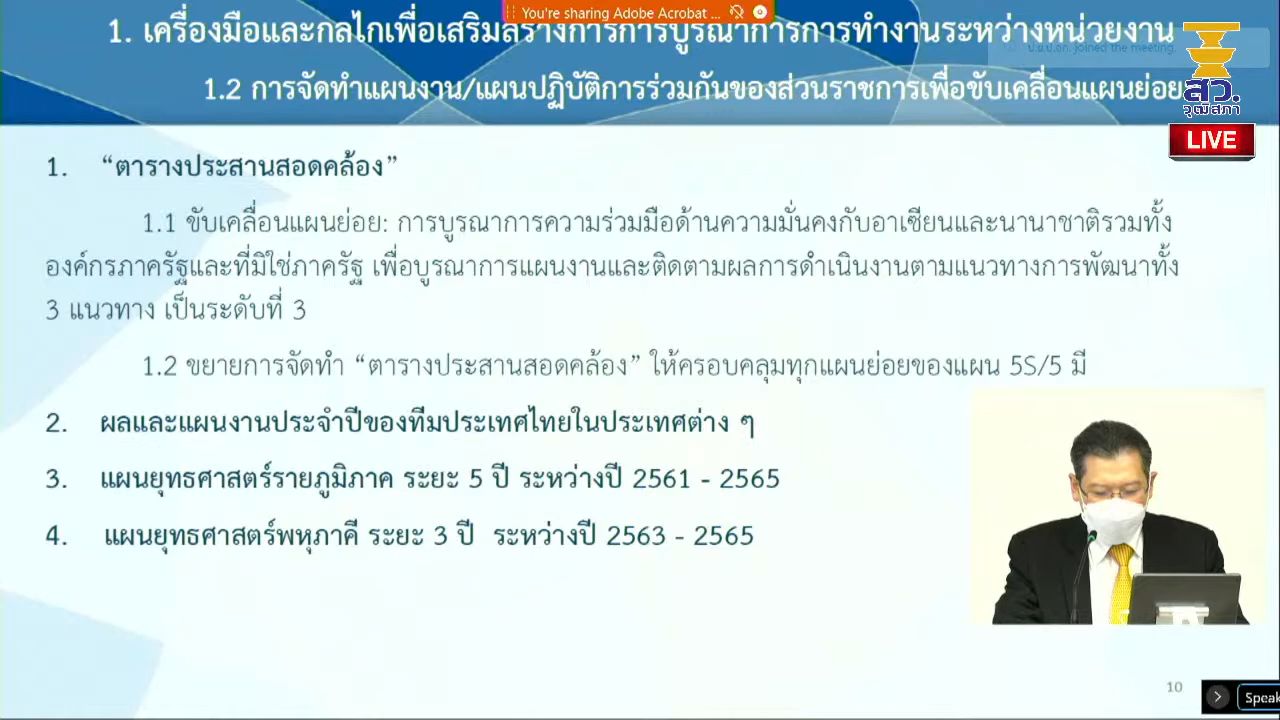 You're sharing Adobe Acrobat ...
1. เครื่องมือและกลไกเพื่อเสริมสร้างการการบูรณาการการทำงานระหว่างหน่วยงาน
joined the meeting.
1.2 การจัดทำแผนงาน/แผนปฏิบัติการร่วมกันของส่วนราชการเพื่อขับเคลื่อนแผนย่อย
สว.
วุฒิสภา
LIVE
1. “ตารางประสานสอดคล้อง”
1.1 ขับเคลื่อนแผนย่อย: การบูรณาการความร่วมมือด้านความมั่นคงกับอาเซียนและนานาชาติรวมทั้ง
องค์กรภาครัฐและที่มิใช่ภาครัฐ เพื่อบูรณาการแผนงานและติดตามผลการดำเนินงานตามแนวทางการพัฒนาทั้ง
3 แนวทาง เป็นระดับที่ 3
1.2 ขยายการจัดทำ “ตารางประสานสอดคล้อง” ให้ครอบคลุมทุกแผนย่อยของแผน 5S/5 มี
2. ผลและแผนงานประจำปีของทีมประเทศไทยในประเทศต่าง ๆ
3. แผนยุทธศาสตร์รายภูมิภาค ระยะ 5 ปี ระหว่างปี 2561 - 2565
4. แผนยุทธศาสตร์พหุภาคี ระยะ 3 ปี ระหว่างปี 2563 - 2565
10
Speak